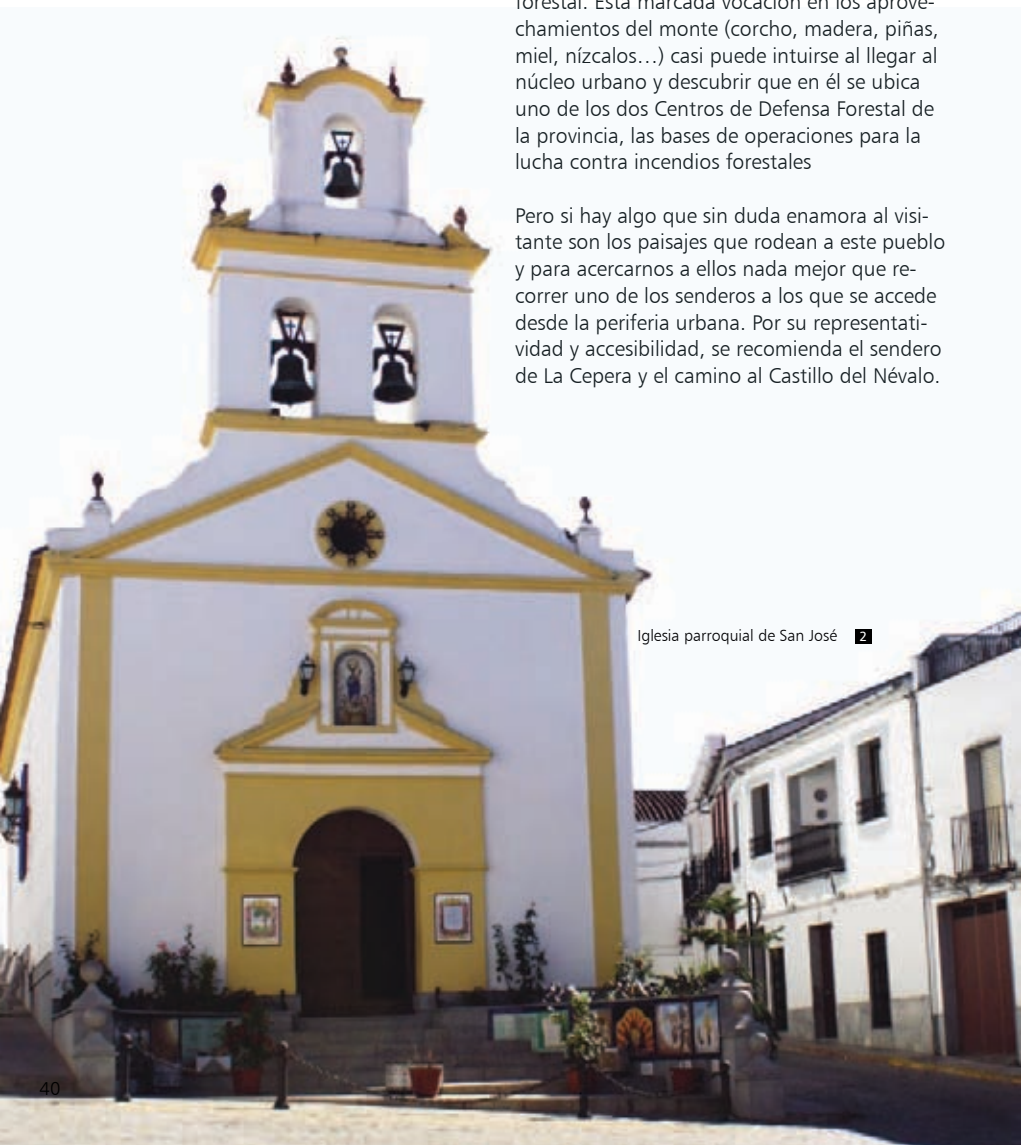 forestal. Esta marcada vocación en los aprove-
chamientos del monte (corcho, madera, piñas,
miel, nízcalos…) casi puede intuirse al llegar al
núcleo urbano y descubrir que en él se ubica
uno de los dos Centros de Defensa Forestal de
la provincia, las bases de operaciones para la
lucha contra incendios forestales
Pero si hay algo que sin duda enamora al visi-
tante son los paisajes que rodean a este pueblo
y para acercarnos a ellos nada mejor que re-
correr uno de los senderos a los que se accede
desde la periferia urbana. Por su representati-
vidad y accesibilidad, se recomienda el sendero
de La Cepera y el camino al Castillo del Névalo.
Iglesia parroquial de San José 2
40